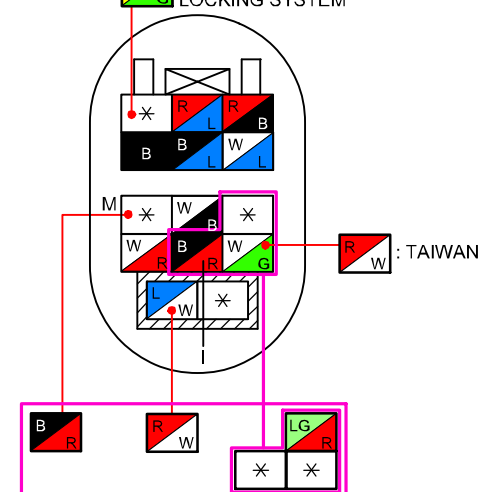 G LOCKING SYSTEM
* R L R B
B B L W L
M * W B *
W R B R W G R W : TAIWAN
L W *
I
B R R W LG R
* *